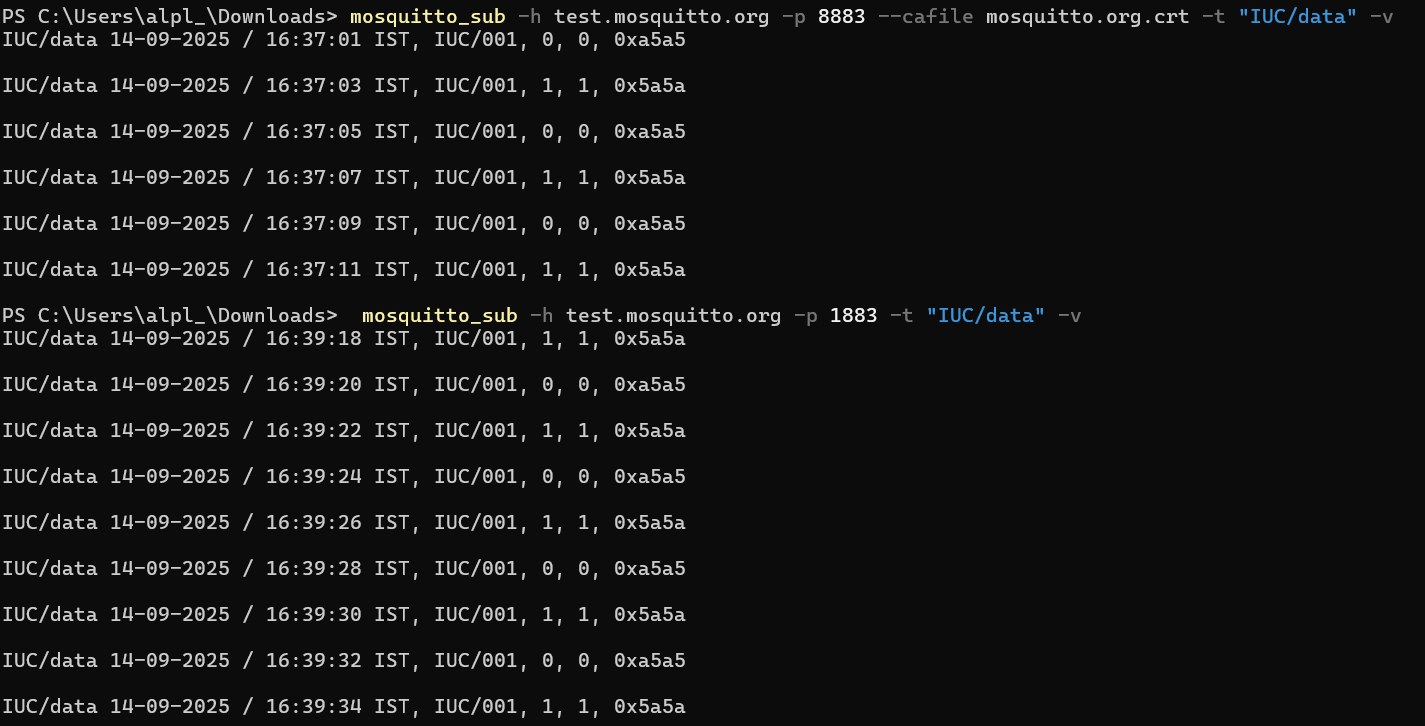 PS C:\Users\alpl_\Downloads> mosquitto_sub -h test.mosquitto.org -p 8883 --cafile mosquitto.org.crt -t "IUC/data" -v
IUC/data 14-09-2025 / 16:37:01 IST, IUC/001, 0, 0, 0xa5a5
IUC/data 14-09-2025 / 16:37:03 IST, IUC/001, 1, 1, 0x5a5a
IUC/data 14-09-2025 / 16:37:05 IST, IUC/001, 0, 0, 0xa5a5
IUC/data 14-09-2025 / 16:37:07 IST, IUC/001, 1, 1, 0x5a5a
IUC/data 14-09-2025 / 16:37:09 IST, IUC/001, 0, 0, 0xa5a5
IUC/data 14-09-2025 / 16:37:11 IST, IUC/001, 1, 1, 0x5a5a
PS C:\Users\alpl_\Downloads>  mosquitto_sub -h test.mosquitto.org -p 1883 -t "IUC/data" -v
IUC/data 14-09-2025 / 16:39:18 IST, IUC/001, 1, 1, 0x5a5a
IUC/data 14-09-2025 / 16:39:20 IST, IUC/001, 0, 0, 0xa5a5
IUC/data 14-09-2025 / 16:39:22 IST, IUC/001, 1, 1, 0x5a5a
IUC/data 14-09-2025 / 16:39:24 IST, IUC/001, 0, 0, 0xa5a5
IUC/data 14-09-2025 / 16:39:26 IST, IUC/001, 1, 1, 0x5a5a
IUC/data 14-09-2025 / 16:39:28 IST, IUC/001, 0, 0, 0xa5a5
IUC/data 14-09-2025 / 16:39:30 IST, IUC/001, 1, 1, 0x5a5a
IUC/data 14-09-2025 / 16:39:32 IST, IUC/001, 0, 0, 0xa5a5
IUC/data 14-09-2025 / 16:39:34 IST, IUC/001, 1, 1, 0x5a5a